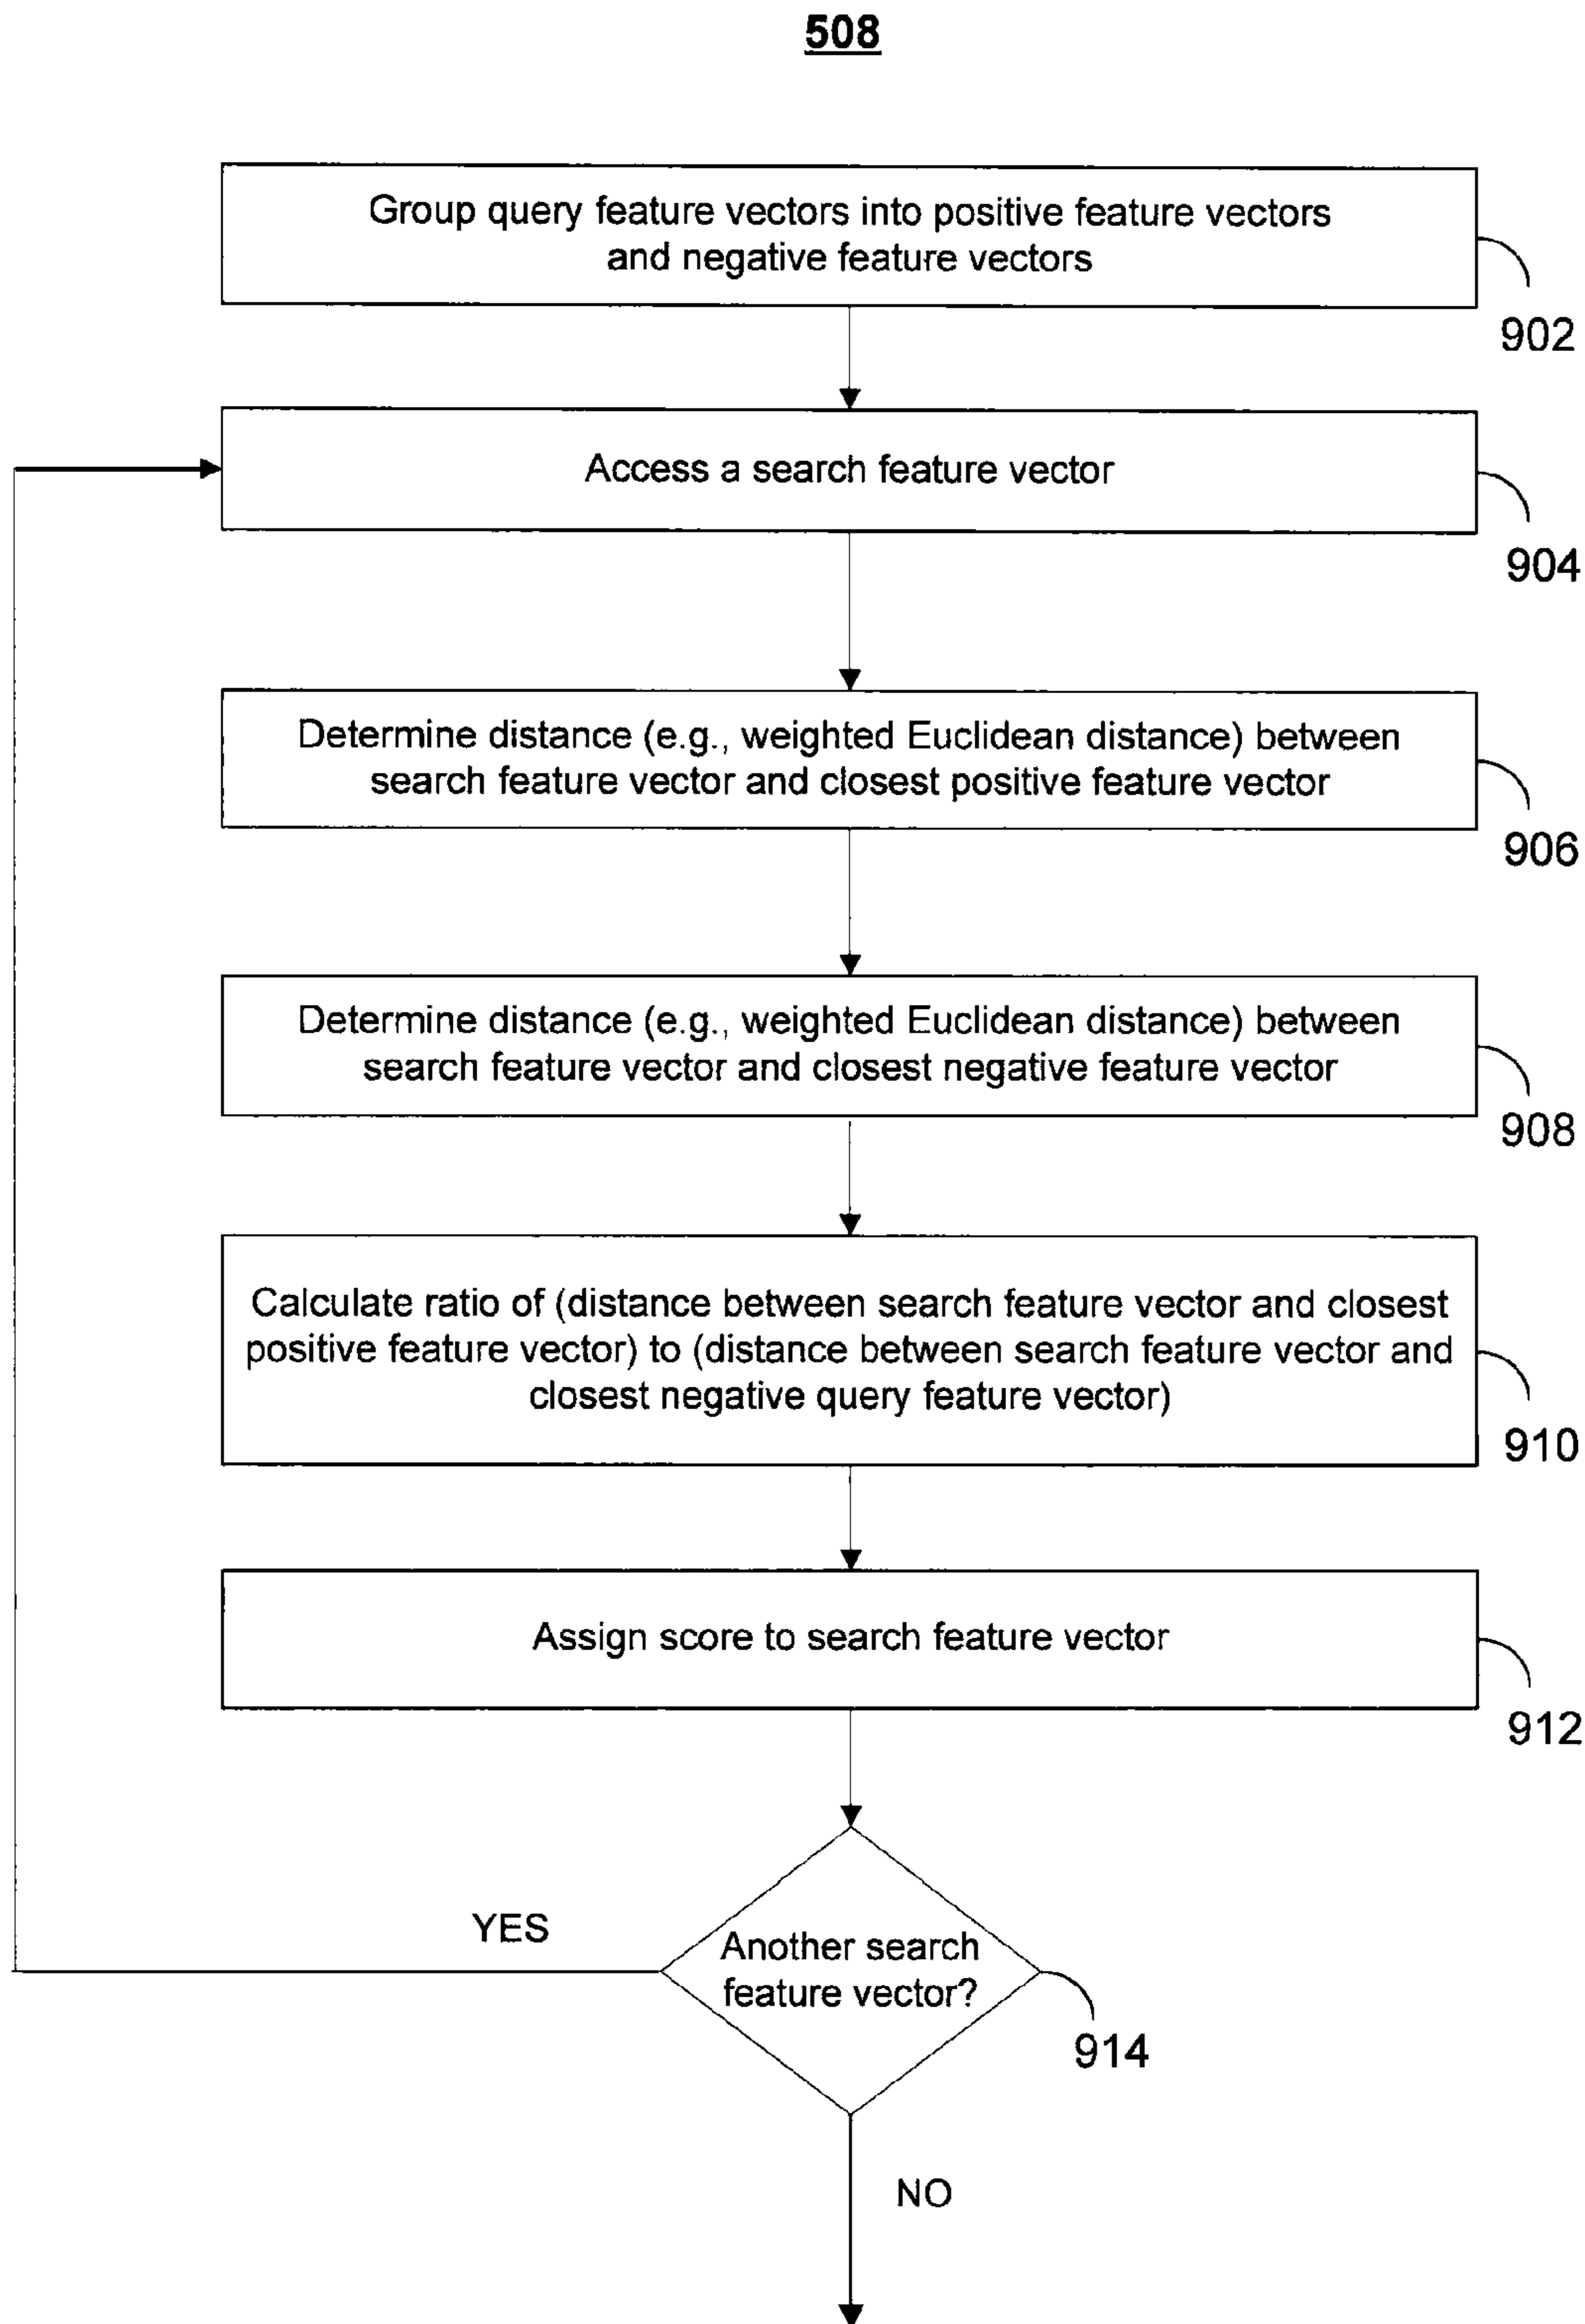 508
Group query feature vectors into positive feature vectors
and negative feature vectors
902
Access a search feature vector
904
Determine distance (e.g., weighted Euclidean distance) between
search feature vector and closest positive feature vector
906
Determine distance (e.g., weighted Euclidean distance) between
search feature vector and closest negative feature vector
908
Calculate ratio of (distance between search feature vector and closest
positive feature vector) to (distance between search feature vector and
closest negative query feature vector)
910
Assign score to search feature vector
912
YES
Another search
feature vector?
914
NO